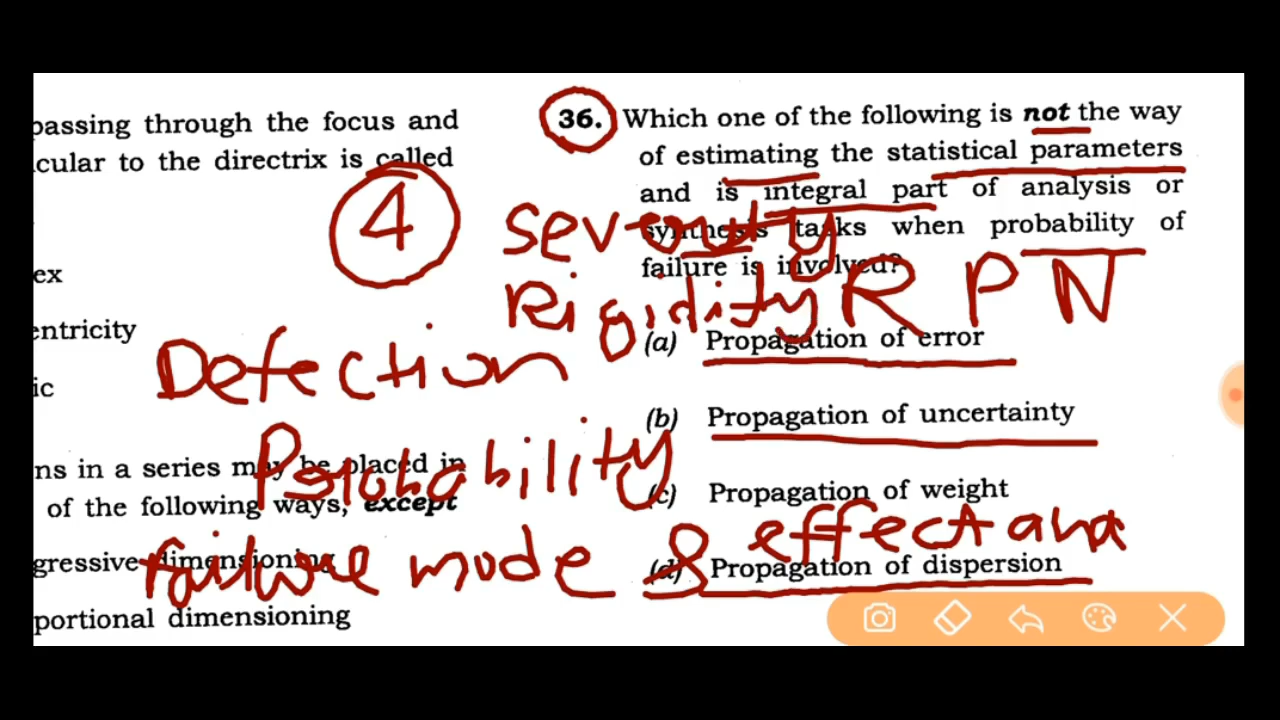 passing through the focus and
cular to the directrix is called
ex
entricity
ic
ns in a series may be placed in
of the following ways, except
gressive dimensioning
portional dimensioning
36. Which one of the following is not the way
of estimating the statistical parameters
and is integral part of analysis or
synthesis tasks when probability of
failure is involved?
(a) Propagation of error
(b) Propagation of uncertainty
(c) Propagation of weight
(d) Propagation of dispersion
4
Rigidity RPN
Detection
Probability
failure mode & effect ana